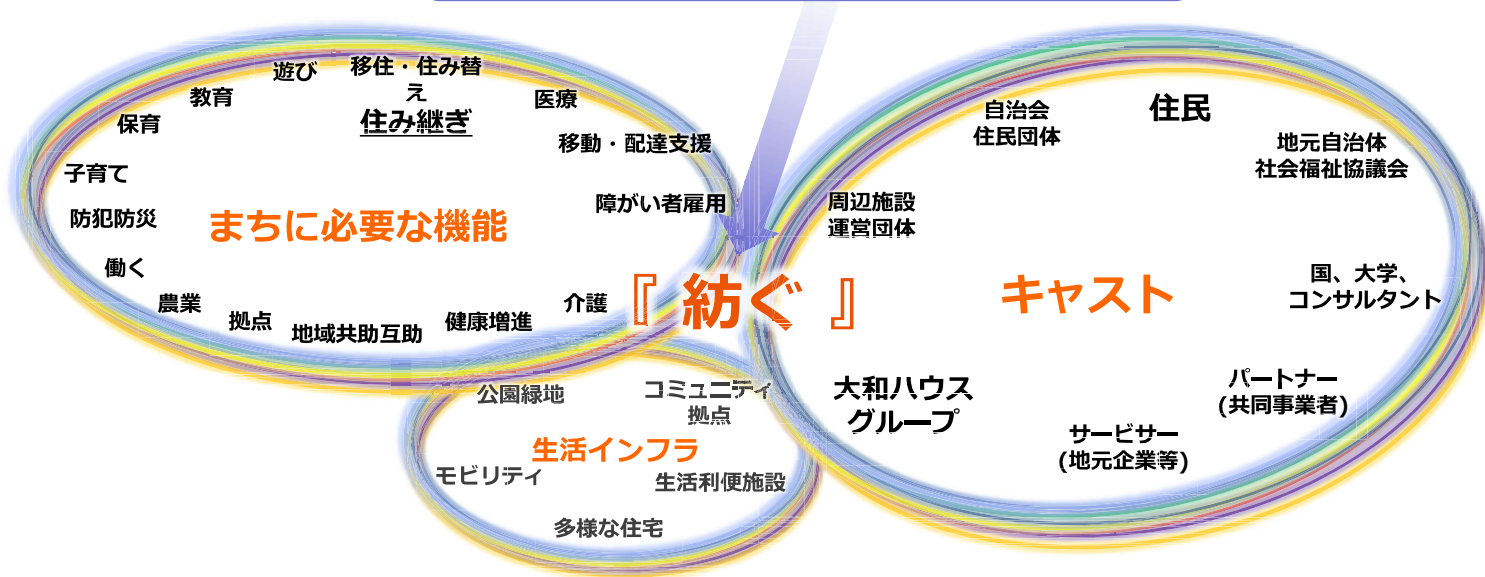 遊び
移住・住み替
え
住み継ぎ
教育
保育
医療
移動・配達支援
子育て
防犯防災
まちに必要な機能
障がい者雇用
働く
農業
拠点
地域共助互助
健康増進
介護
『 紡ぐ 』
自治会
住民団体
住民
地元自治体
社会福祉協議会
周辺施設
運営団体
キャスト
国、大学、
コンサルタント
大和ハウス
グループ
パートナー
(共同事業者)
サービサー
(地元企業等)
公園緑地
コミュニティ
拠点
生活インフラ
モビリティ
生活利便施設
多様な住宅